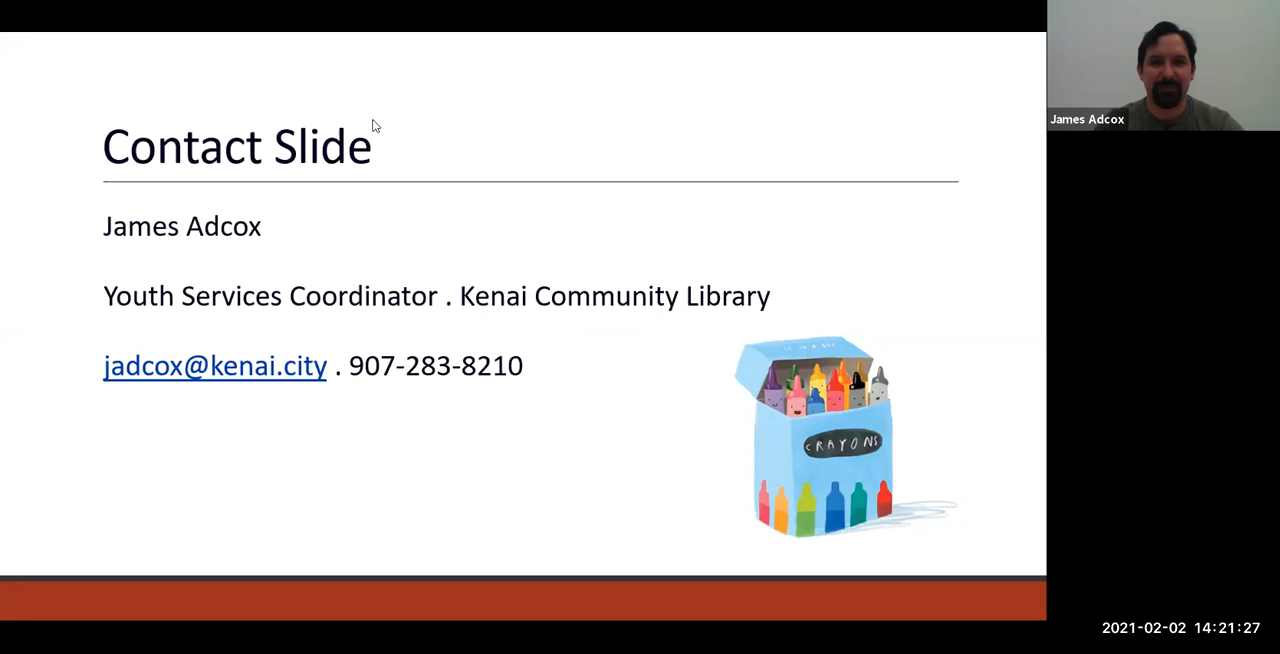 Contact Slide
James Adcox
James Adcox
Youth Services Coordinator . Kenai Community Library
jadcox@kenai.city . 907-283-8210
CRAYONS
2021-02-02 14:21:27